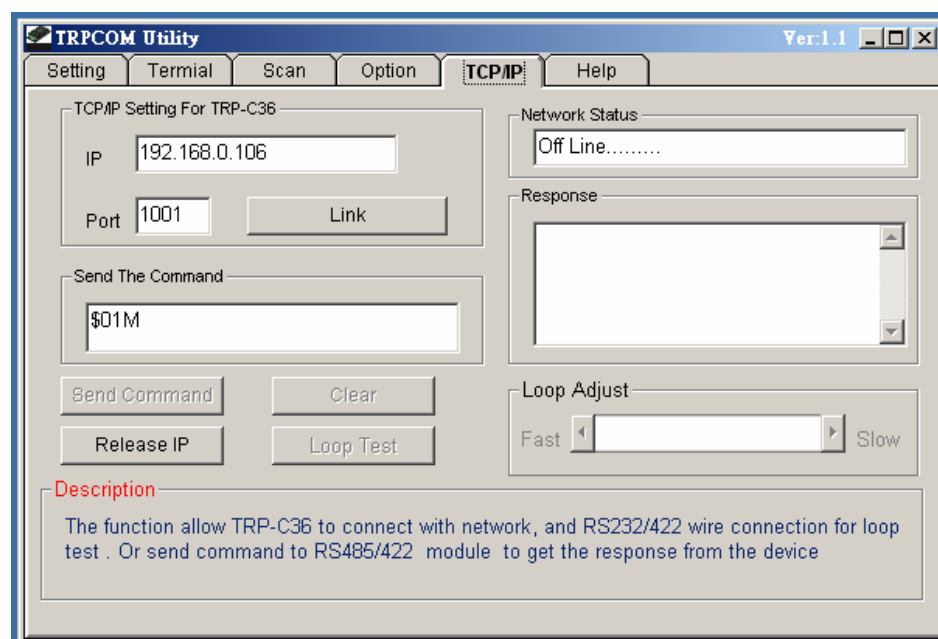 TRPCOM Utility Ver:1.1
Setting Termial Scan Option TCP/IP Help
TCP/IP Setting For TRP-C36
IP 192.168.0.106
Port 1001 Link
Network Status
Off Line.........
Response
Send The Command
$01M
Send Command Clear
Release IP Loop Test
Loop Adjust
Fast Slow
Description
The function allow TRP-C36 to connect with network, and RS232/422 wire connection for loop
test . Or send command to RS485/422 module to get the response from the device